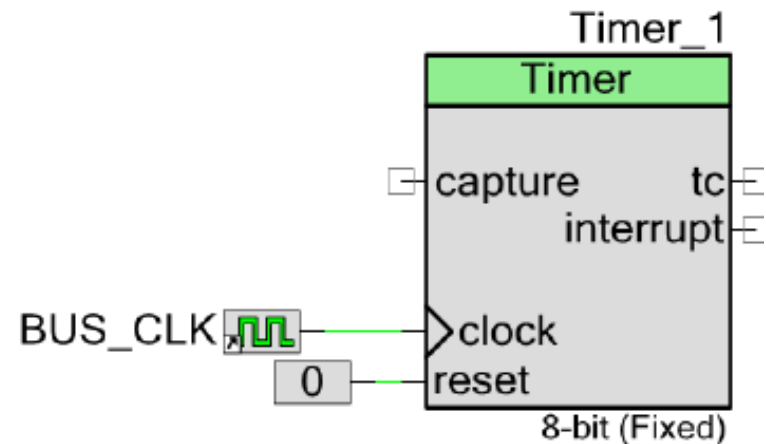 Timer_1
Timer
capture tc
interrupt
BUS_CLK clock
0 reset
8-bit (Fixed)